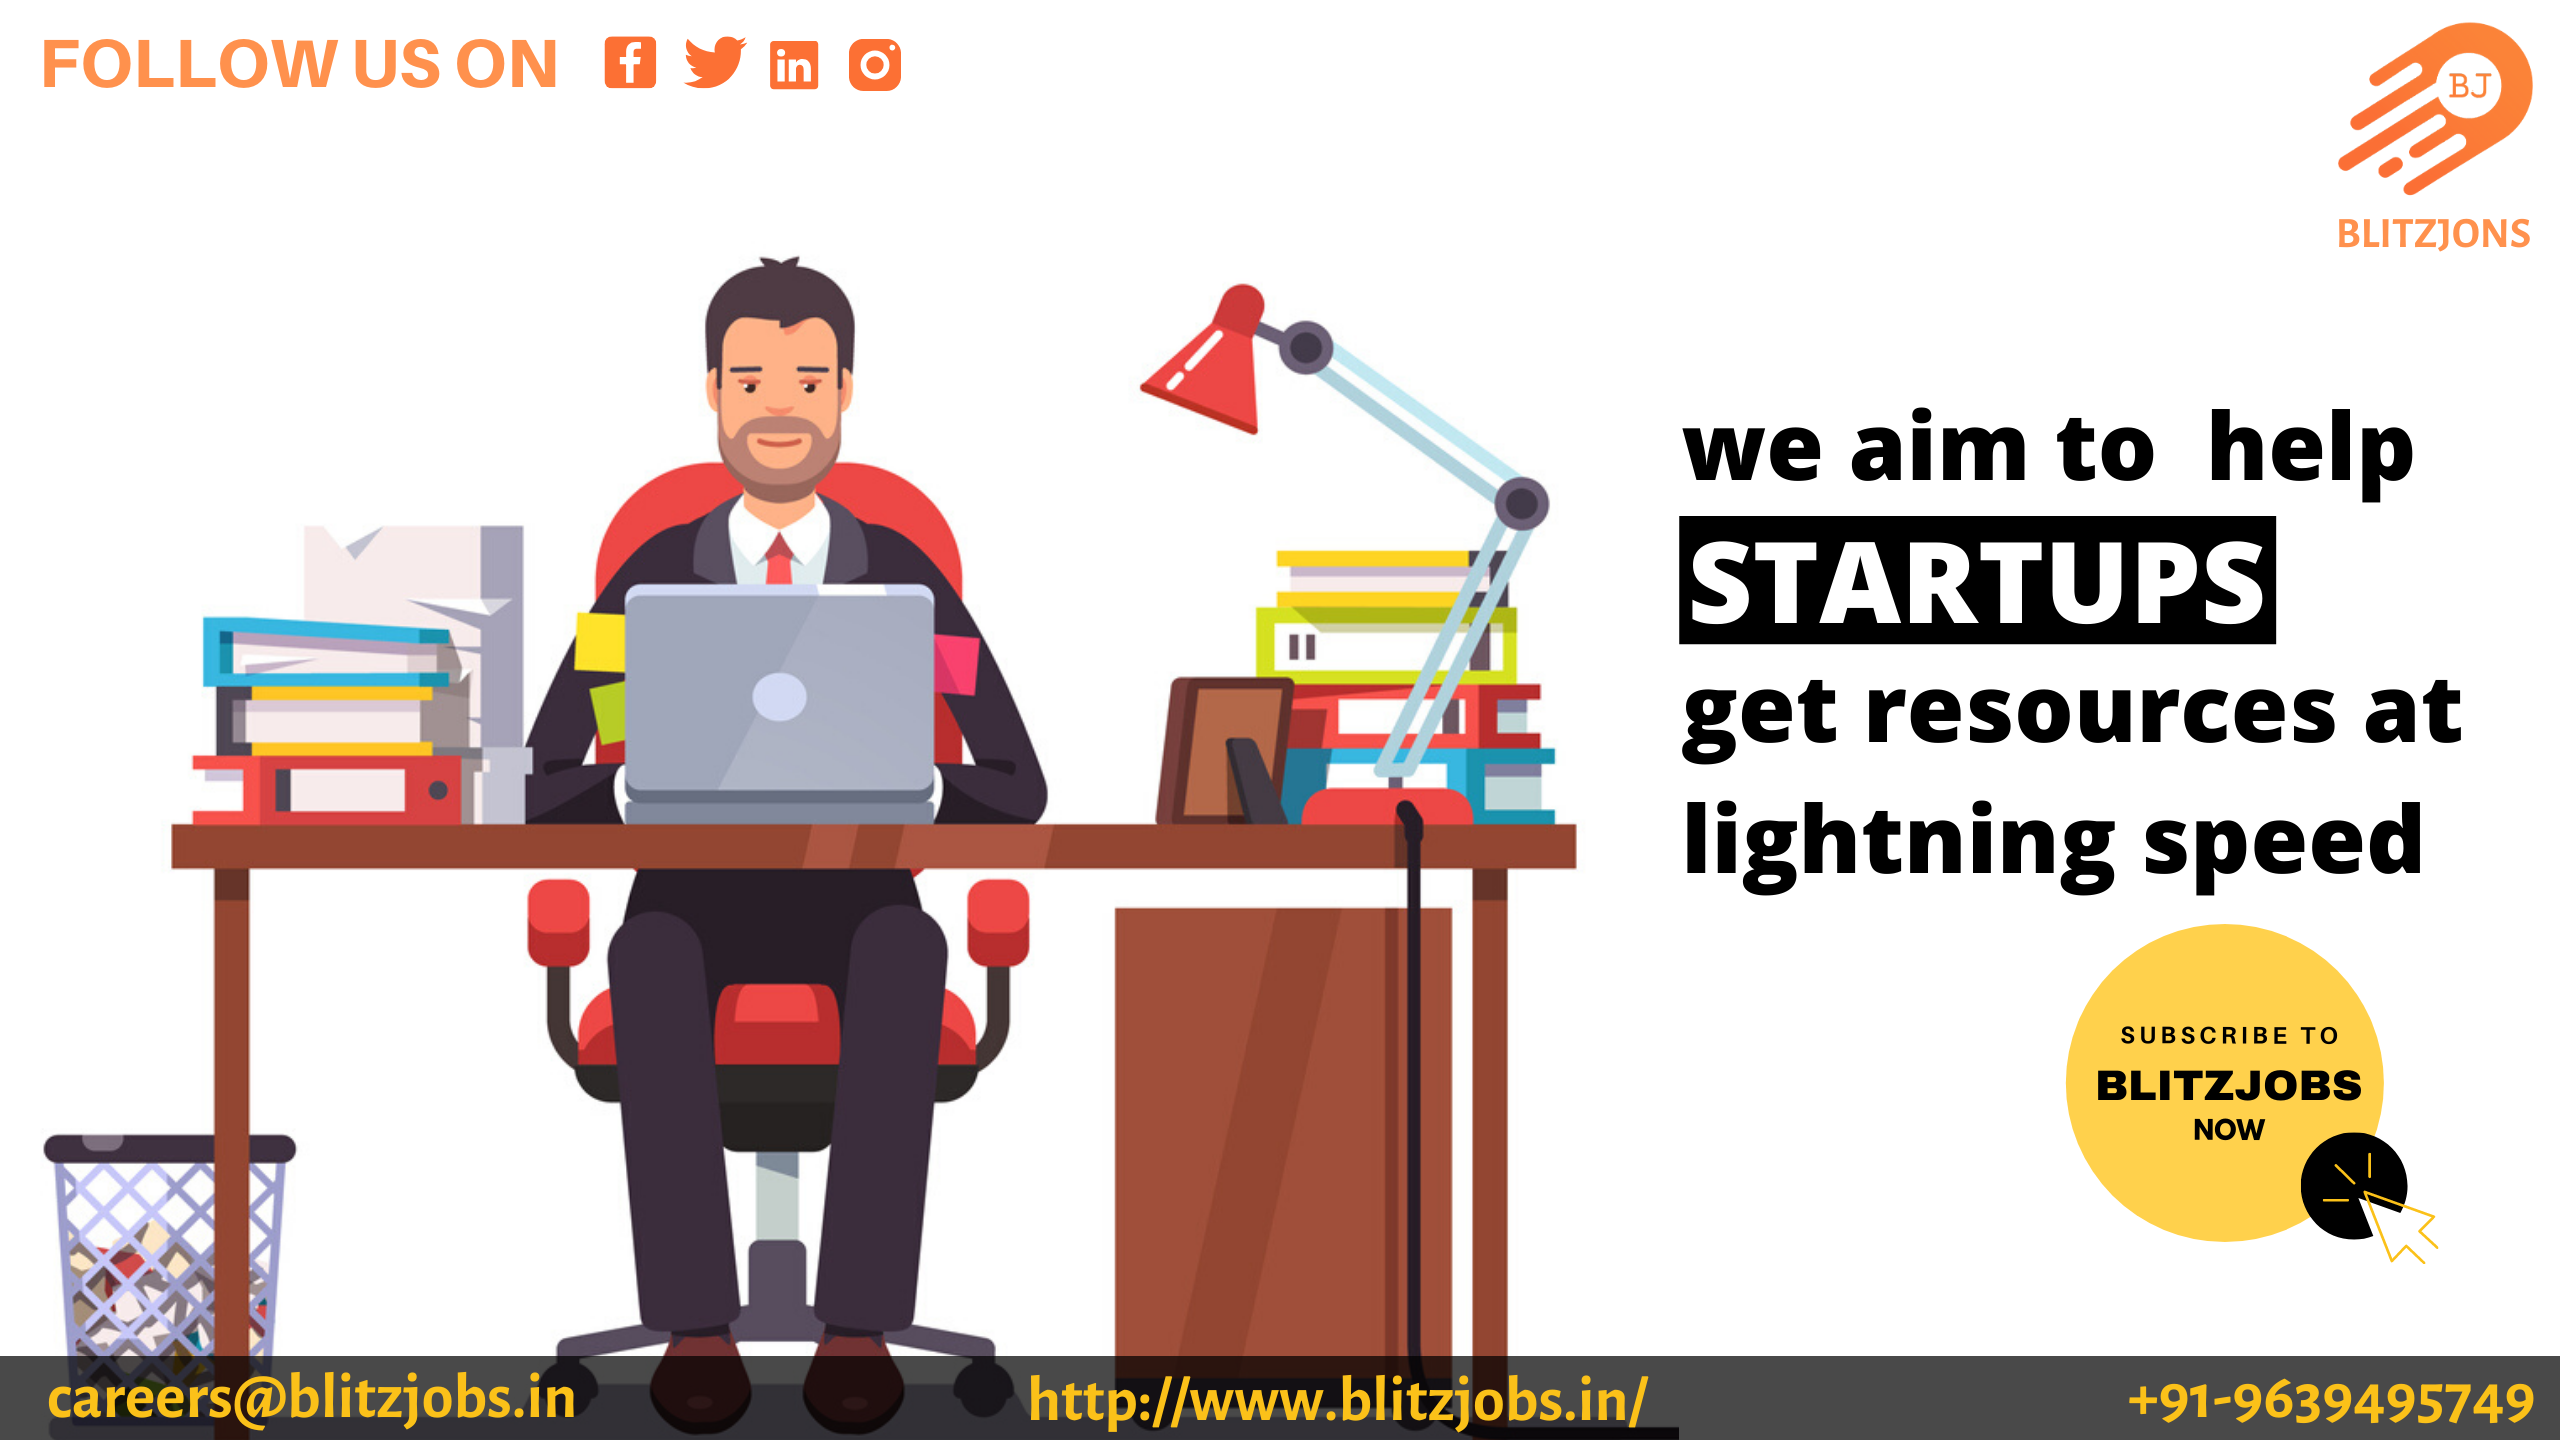 FOLLOW US ON
BJ
BLITZJONS
we aim to help
STARTUPS
get resources at
lightning speed
SUBSCRIBE TO
BLITZJOBS
NOW
careers@blitzjobs.in
http://www.blitzjobs.in/
+91-9639495749